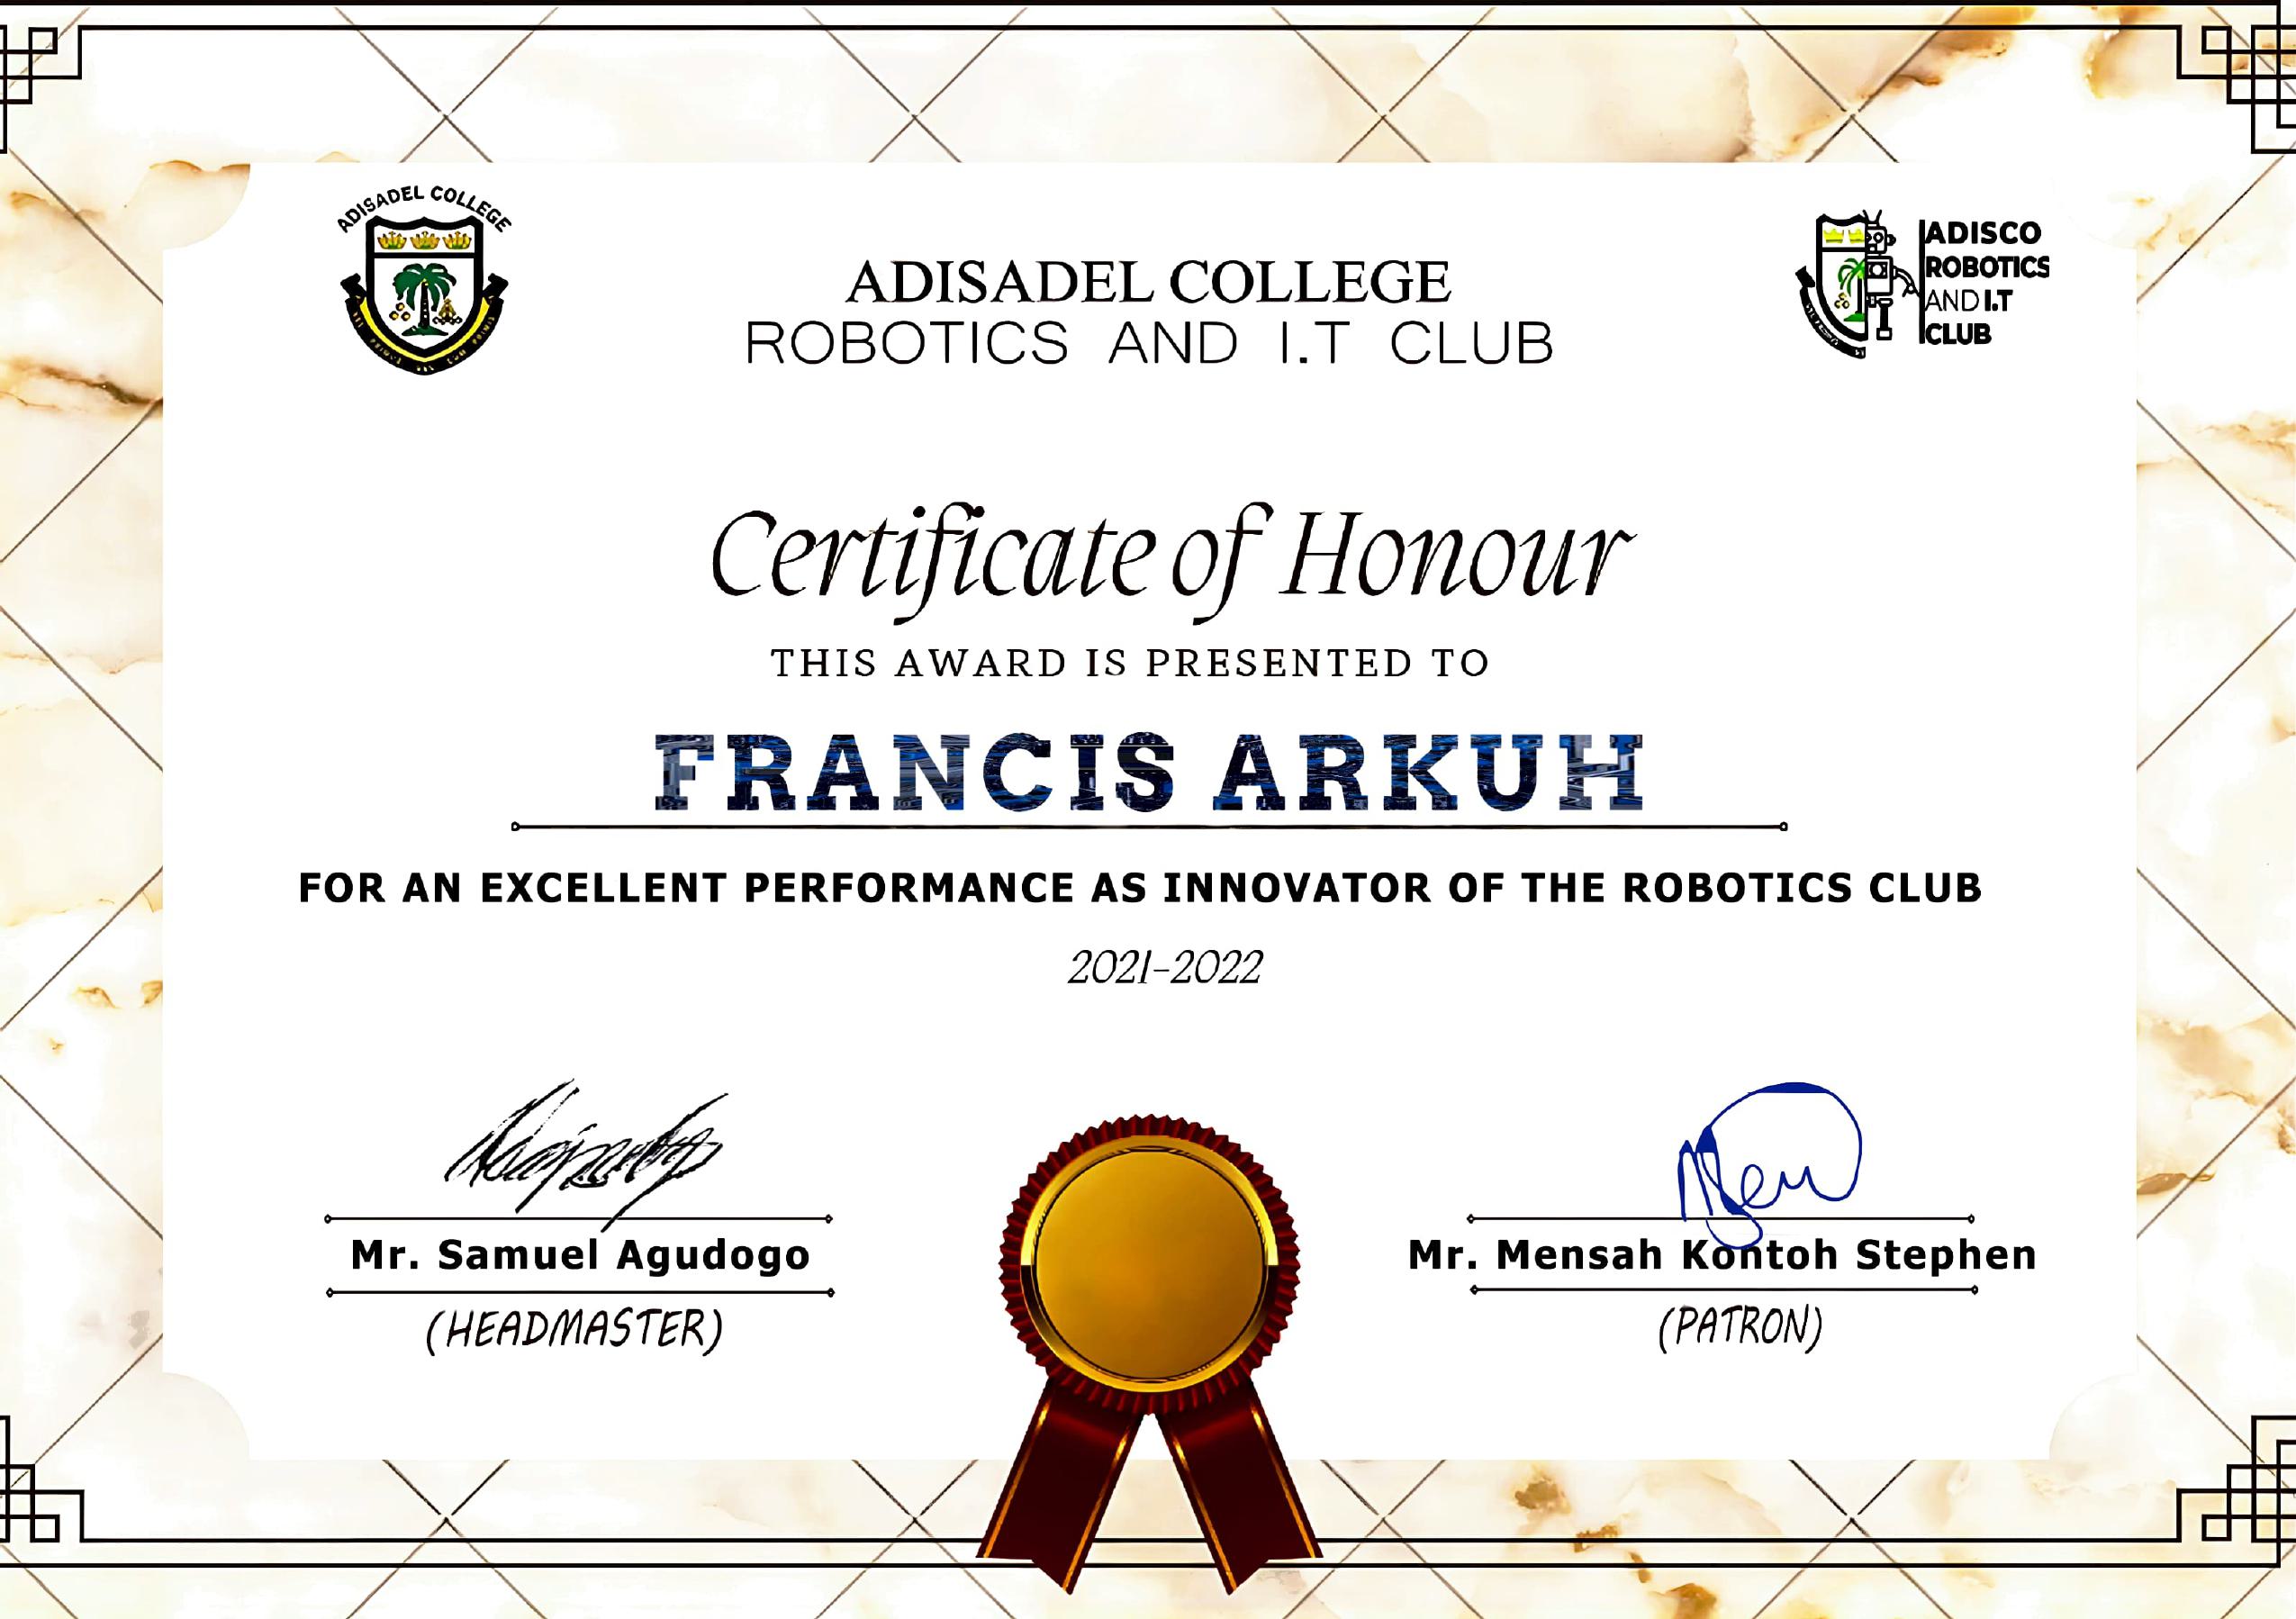 ADISADEL COLLEGE
ADISADEL COLLEGE
ROBOTICS AND I.T CLUB
ADISCO
ROBOTICS
AND I.T
CLUB
Certificate of Honour
THIS AWARD IS PRESENTED TO
FRANCIS ARKUH
FOR AN EXCELLENT PERFORMANCE AS INNOVATOR OF THE ROBOTICS CLUB
2021-2022
Mr. Samuel Agudogo
(HEADMASTER)
Mr. Mensah Kontoh Stephen
(PATRON)